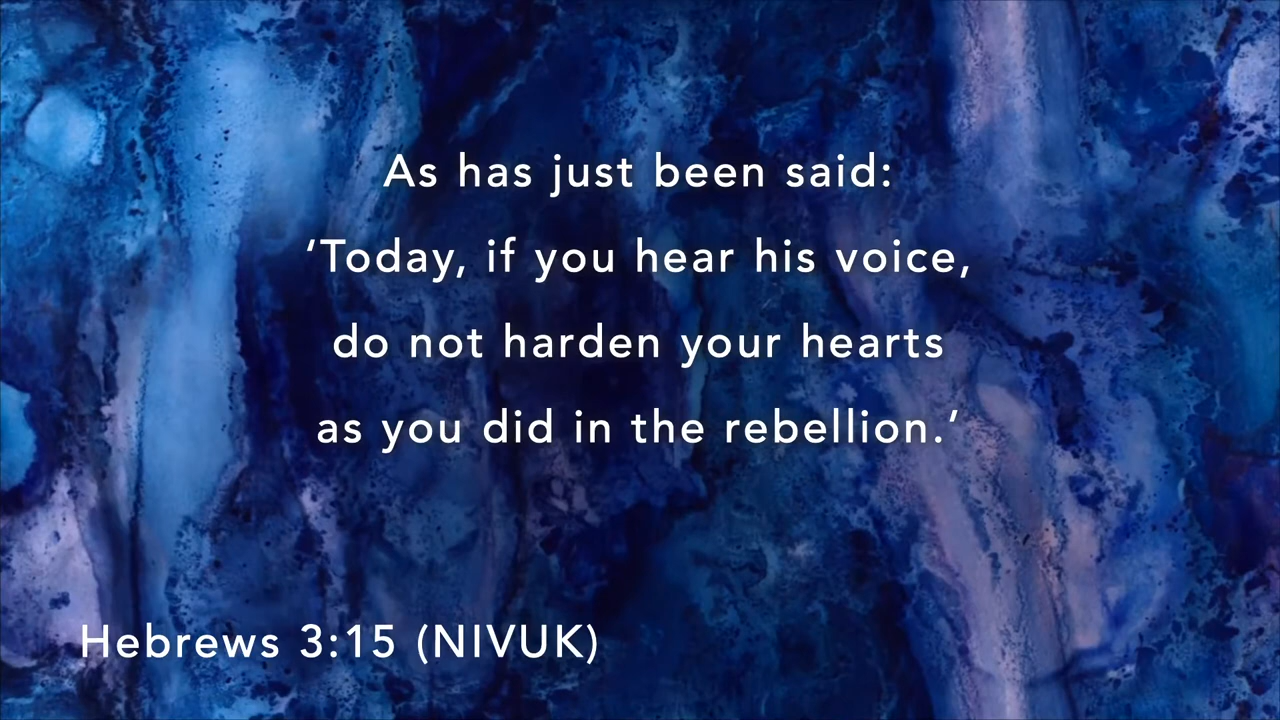 As has just been said:
‘Today, if you hear his voice,
do not harden your hearts
as you did in the rebellion.’
Hebrews 3:15 (NIVUK)